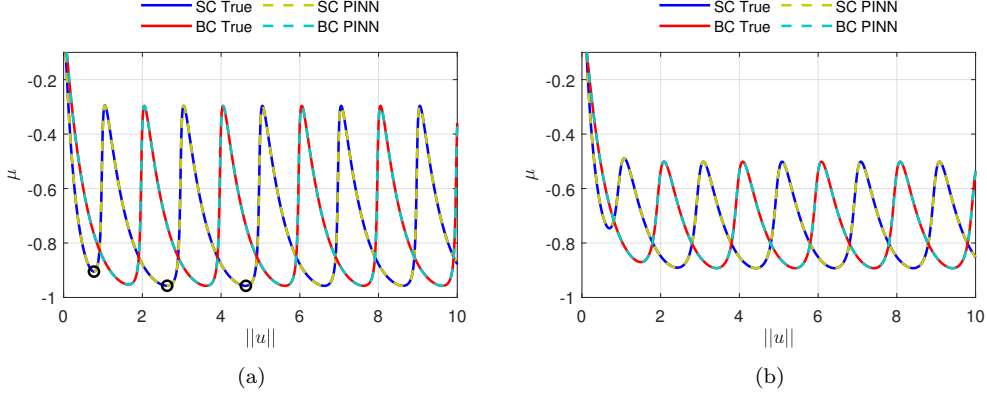 SC True SC PINN
BC True BC PINN
-0.2
-0.4
-0.6
-0.8
-1
μ
0 2 4 6 8 10
||u||
(a)
SC True SC PINN
BC True BC PINN
-0.2
-0.4
-0.6
-0.8
-1
μ
0 2 4 6 8 10
||u||
(b)